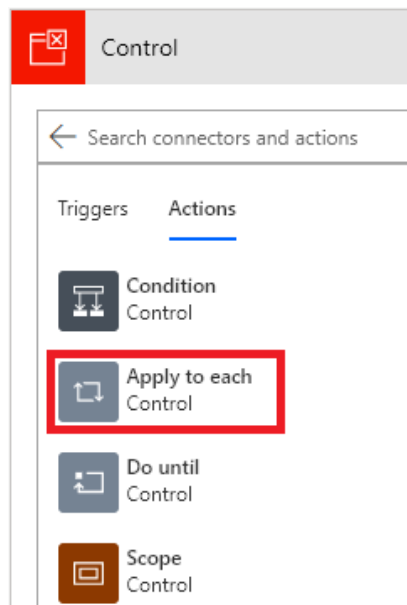 Control
Search connectors and actions
Triggers Actions
Condition
Control
Apply to each
Control
Do until
Control
Scope
Control